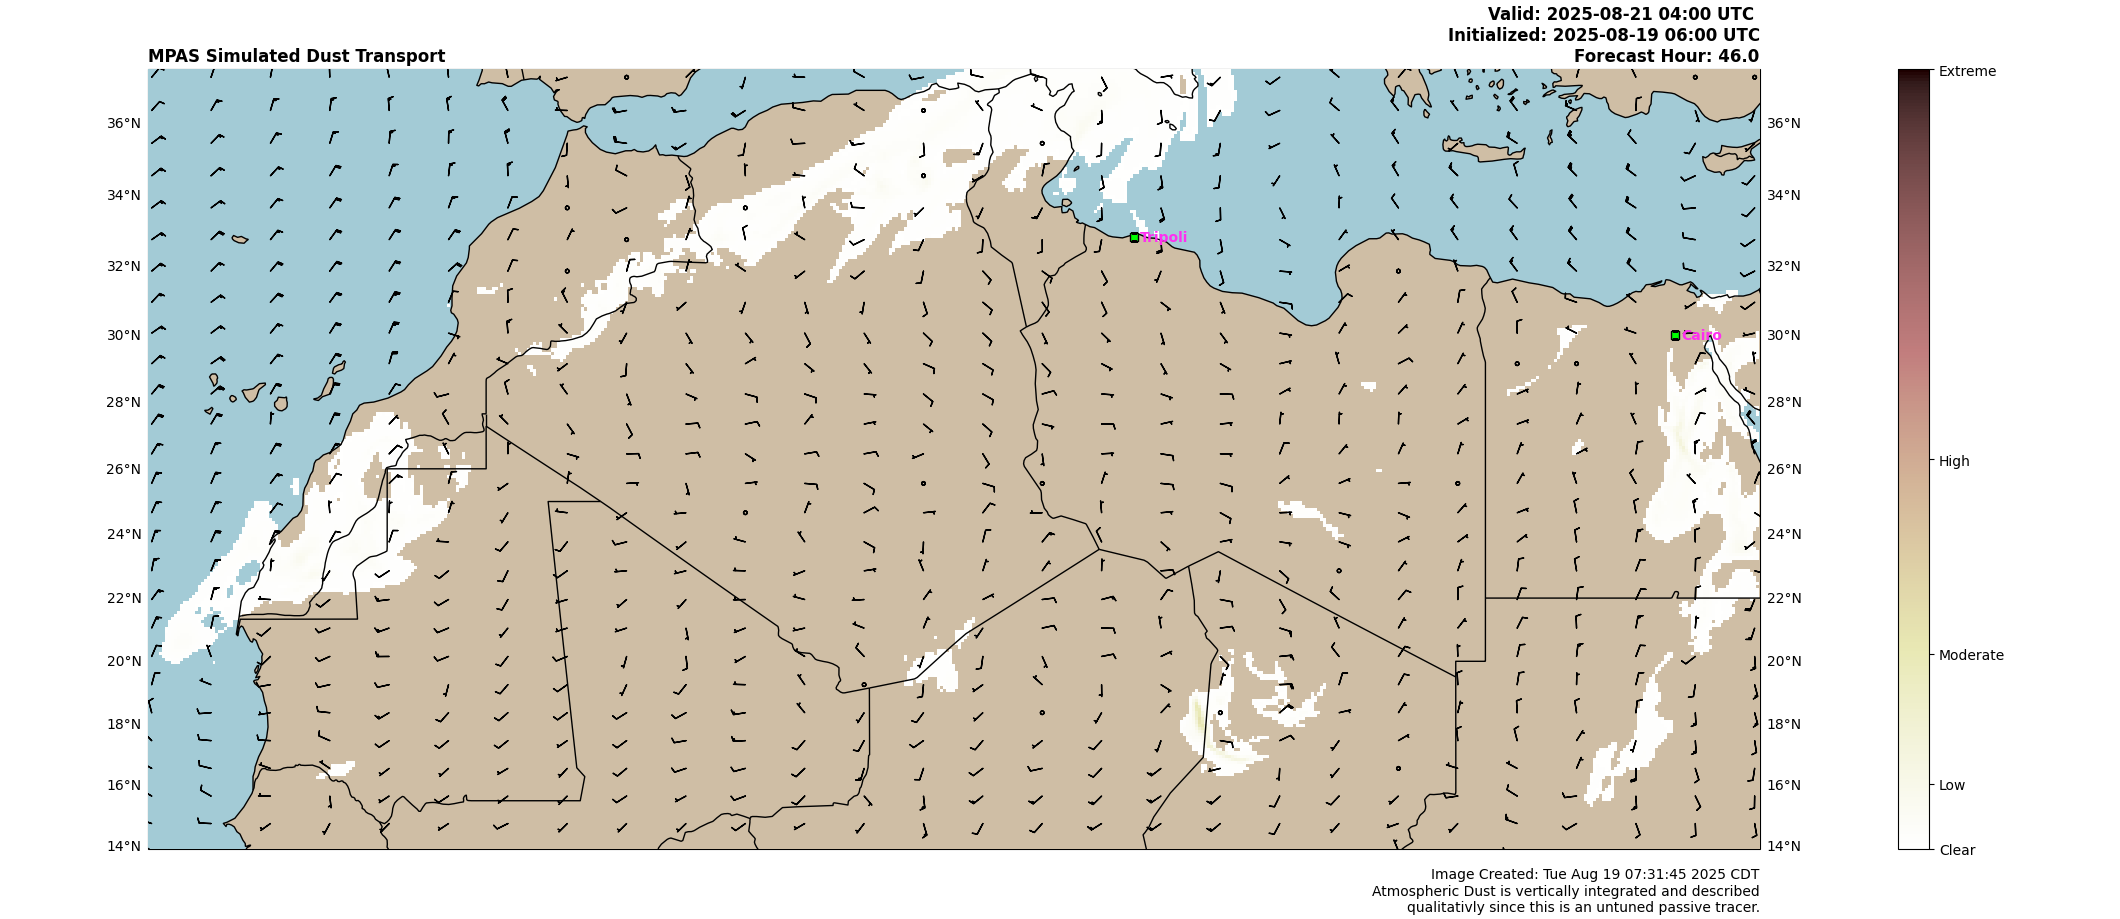 Valid: 2025-08-21 04:00 UTC
Initialized: 2025-08-19 06:00 UTC
MPAS Simulated Dust Transport
Forecast Hour: 46.0
Extreme
36°N 36°N
34°N 34°N
Tripoli
32°N 32°N
30°N Cairo 30°N
28°N 28°N
26°N 26°N
High
24°N 24°N
22°N 22°N
20°N 20°N
Moderate
18°N 18°N
16°N 16°N
Low
14°N 14°N
Clear
Image Created: Tue Aug 19 07:31:45 2025 CDT
Atmospheric Dust is vertically integrated and described
qualitativly since this is an untuned passive tracer.